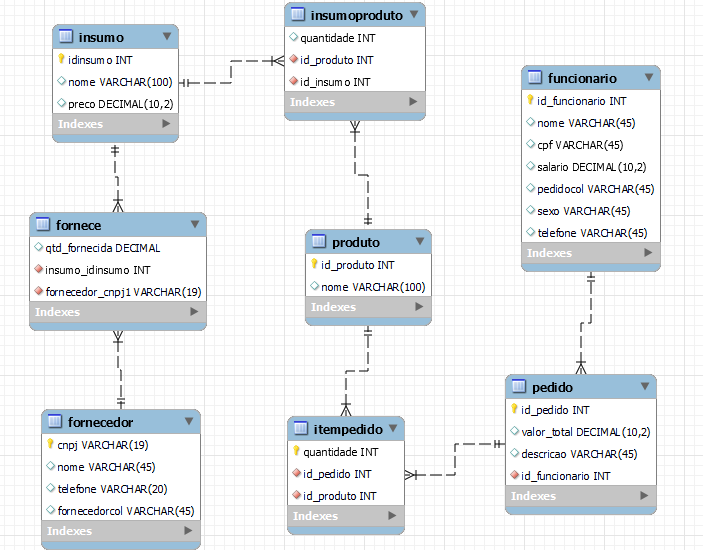 insumo
idinsumo INT
nome VARCHAR(100)
preco DECIMAL(10,2)
Indexes
insumoproduto
quantidade INT
id_produto INT
id_insumo INT
Indexes
funcionario
id_funcionario INT
nome VARCHAR(45)
cpf VARCHAR(45)
salario DECIMAL(10,2)
pedidocol VARCHAR(45)
sexo VARCHAR(45)
telefone VARCHAR(45)
Indexes
fornece
qtd_fornecida DECIMAL
insumo_idinsumo INT
fornecedor_cnpj1 VARCHAR(19)
Indexes
produto
id_produto INT
nome VARCHAR(100)
Indexes
fornecedor
cnpj VARCHAR(19)
nome VARCHAR(45)
telefone VARCHAR(20)
fornecedorcol VARCHAR(45)
Indexes
itempedido
quantidade INT
id_pedido INT
id_produto INT
Indexes
pedido
id_pedido INT
valor_total DECIMAL(10,2)
descricao VARCHAR(45)
id_funcionario INT
Indexes